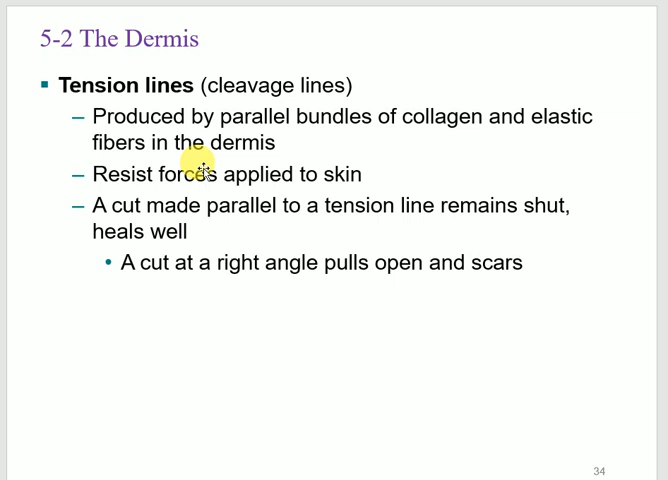 5-2 The Dermis
▪ Tension lines (cleavage lines)
– Produced by parallel bundles of collagen and elastic
fibers in the dermis
– Resist forces applied to skin
– A cut made parallel to a tension line remains shut,
heals well
• A cut at a right angle pulls open and scars
34